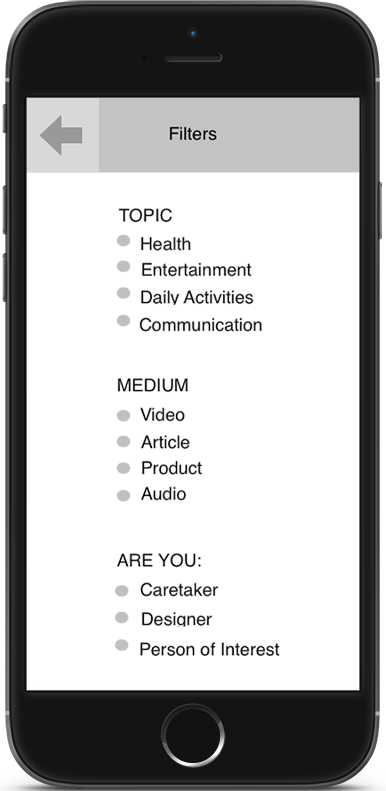 Filters
TOPIC
Health
Entertainment
Daily Activities
Communication
MEDIUM
Video
Article
Product
Audio
ARE YOU:
Caretaker
Designer
Person of Interest